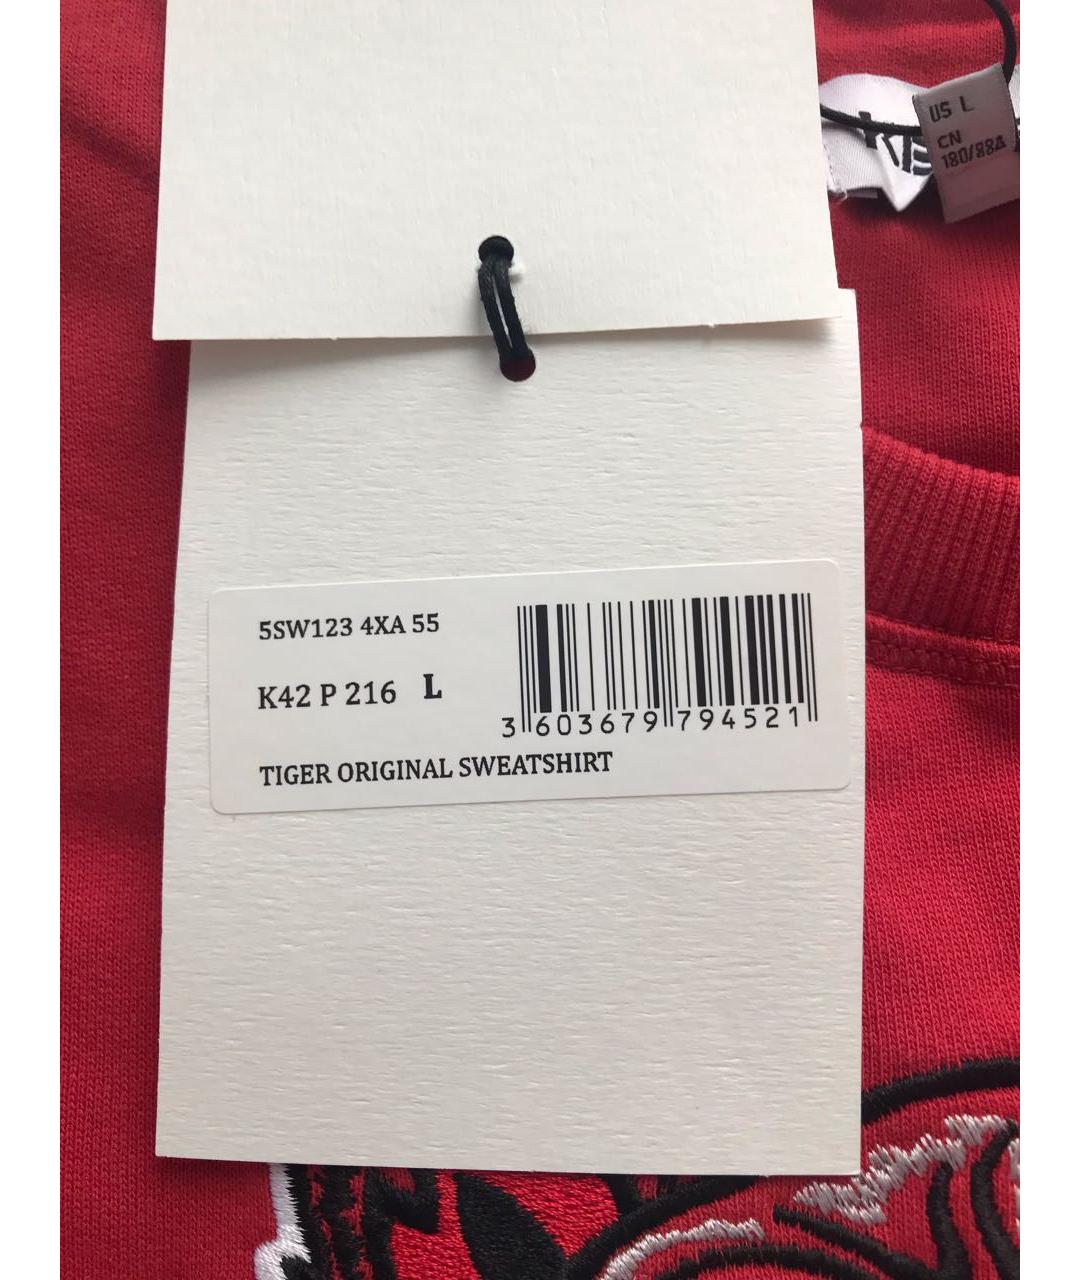 US L
CN
180/88A
5SW123 4XA 55
K42 P 216 L
3 603679 794521
TIGER ORIGINAL SWEATSHIRT